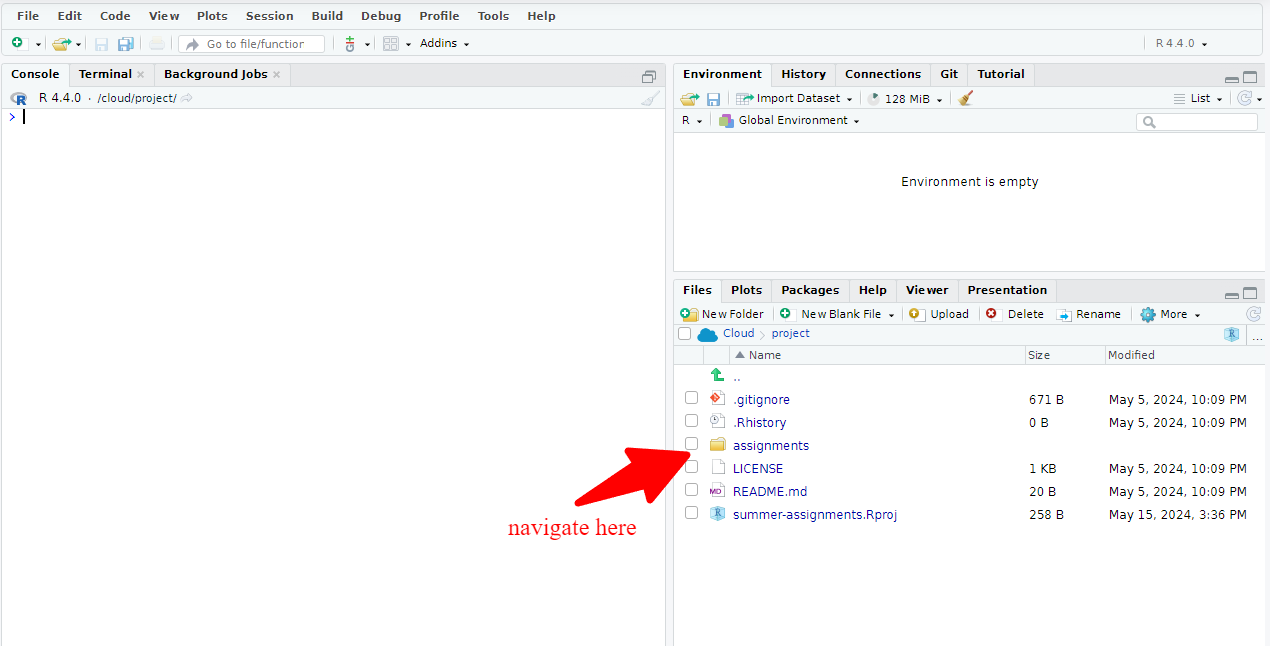 File Edit Code View Plots Session Build Debug Profile Tools Help
Go to file/function Addins R 4.4.0
Console Terminal Background Jobs
R 4.4.0 · /cloud/project/
>
Environment History Connections Git Tutorial
Import Dataset 128 MiB List
R Global Environment
Environment is empty
Files Plots Packages Help Viewer Presentation
New Folder New Blank File Upload Delete Rename More
Cloud project R ...
Name Size Modified
..
.gitignore 671 B May 5, 2024, 10:09 PM
.Rhistory 0 B May 5, 2024, 10:09 PM
assignments
LICENSE 1 KB May 5, 2024, 10:09 PM
MD README.md 20 B May 5, 2024, 10:09 PM
R summer-assignments.Rproj 258 B May 15, 2024, 3:36 PM
navigate here